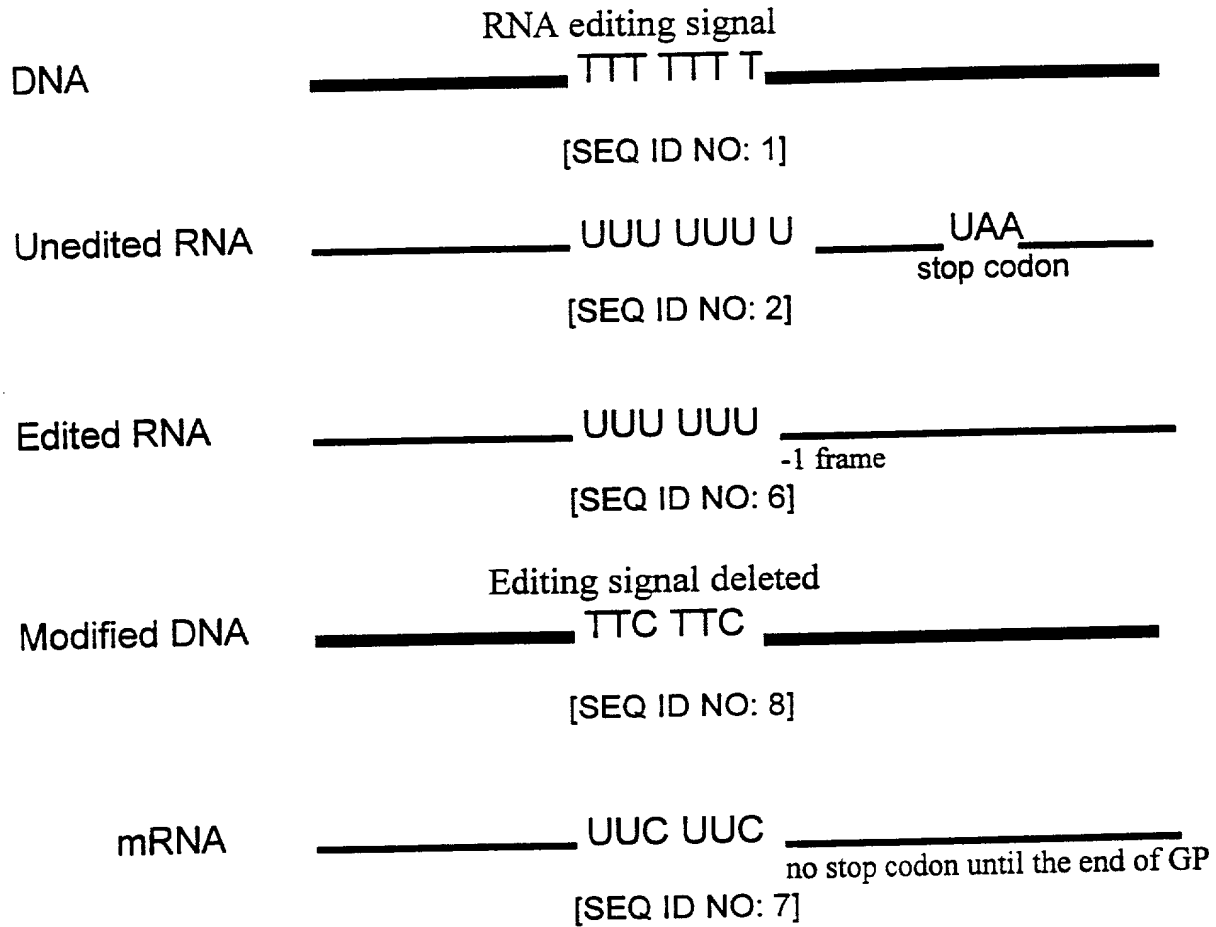 RNA editing signal
DNA TTT TTT T
[SEQ ID NO: 1]
Unedited RNA UUU UUU U UAA
stop codon
[SEQ ID NO: 2]
Edited RNA UUU UUU
-1 frame
[SEQ ID NO: 6]
Editing signal deleted
Modified DNA TTC TTC
[SEQ ID NO: 8]
mRNA UUC UUC
no stop codon until the end of GP
[SEQ ID NO: 7]